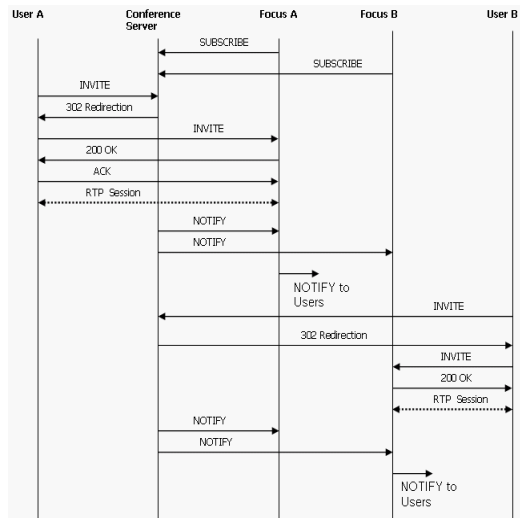 User A
Conference
Server
Focus A
Focus B
User B
SUBSCRIBE
SUBSCRIBE
INVITE
302 Redirection
INVITE
200 OK
ACK
RTP Session
NOTIFY
NOTIFY
NOTIFY to
Users
INVITE
302 Redirection
INVITE
200 OK
RTP Session
NOTIFY
NOTIFY
NOTIFY to
Users